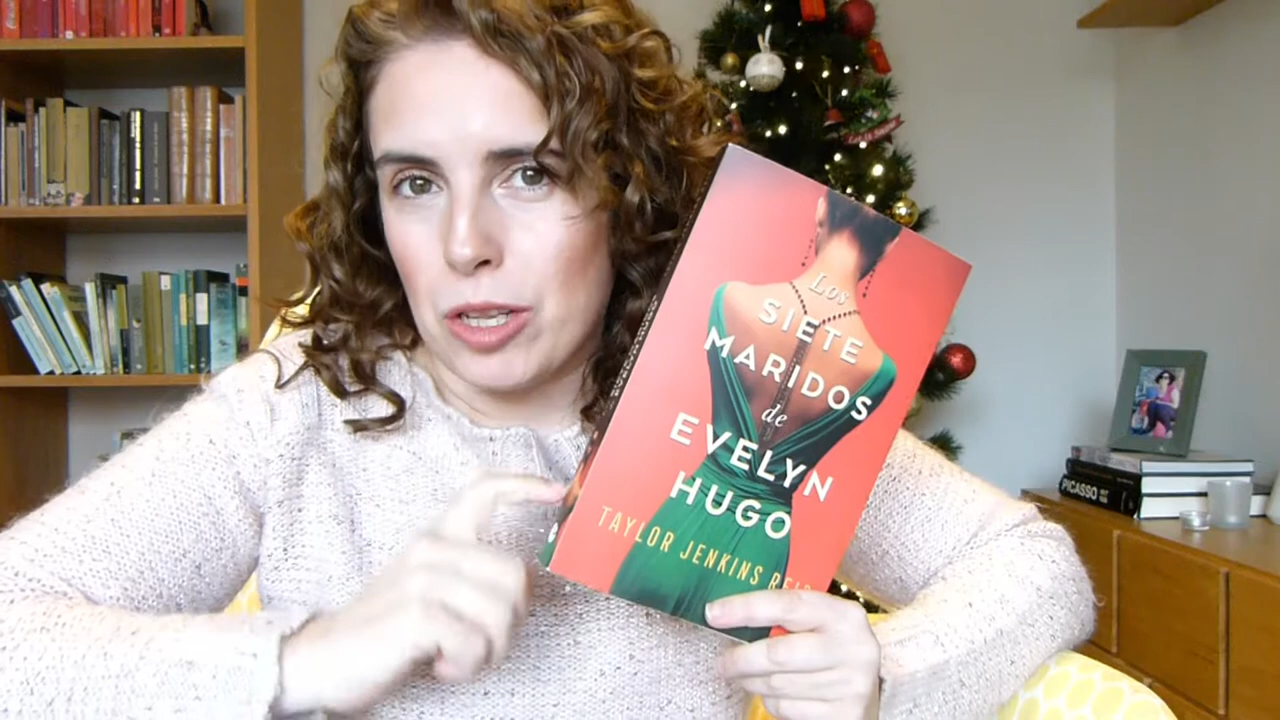 Los
SIETE
MARIDOS
de
EVELYN
HUGO
TAYLOR JENKINS REID
PICASSO